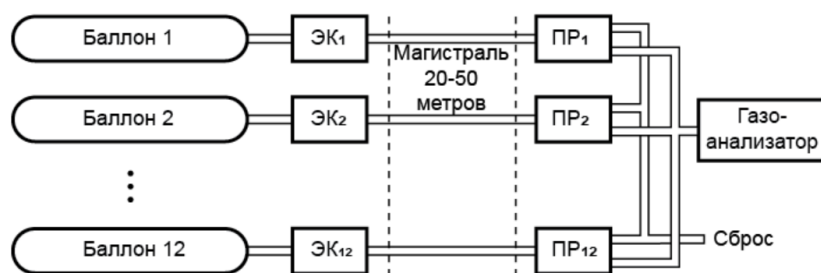 Баллон 1
ЭК₁
Магистраль
20-50
метров
ПР₁
Баллон 2
ЭК₂
ПР₂
Газо-
анализатор
Баллон 12
ЭК₁₂
ПР₁₂
Сброс